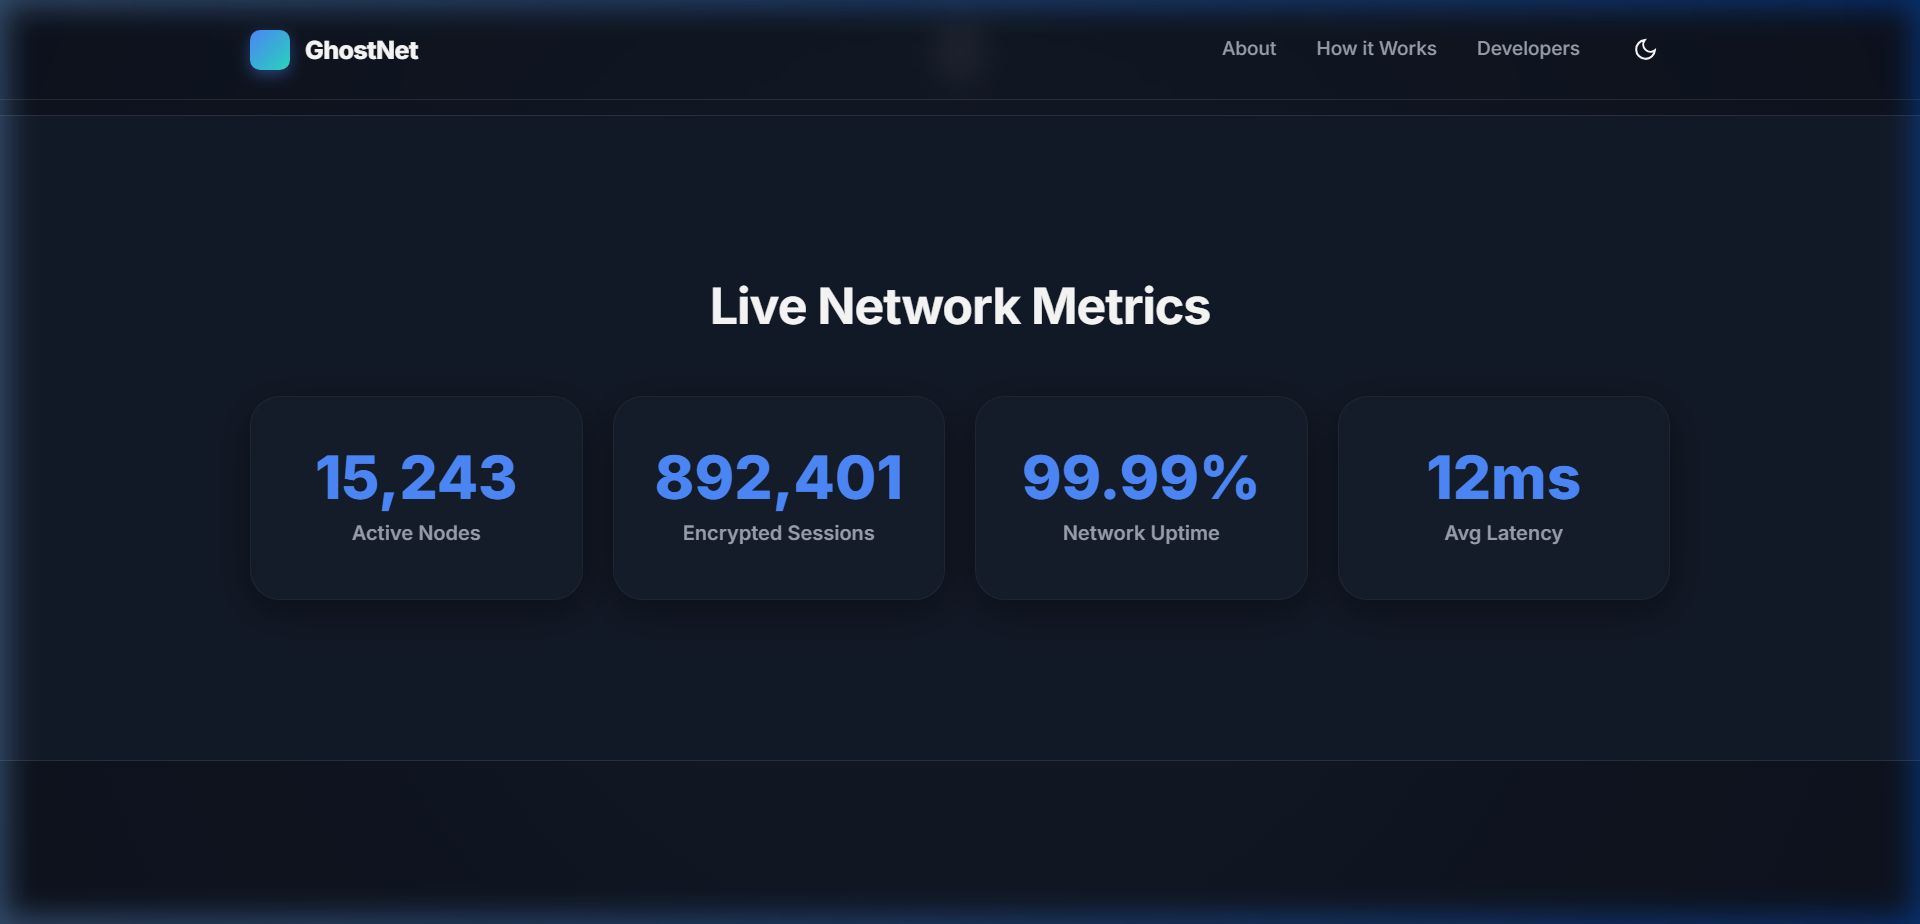 GhostNet
About
How it Works
Developers
Live Network Metrics
15,243
Active Nodes
892,401
Encrypted Sessions
99.99%
Network Uptime
12ms
Avg Latency